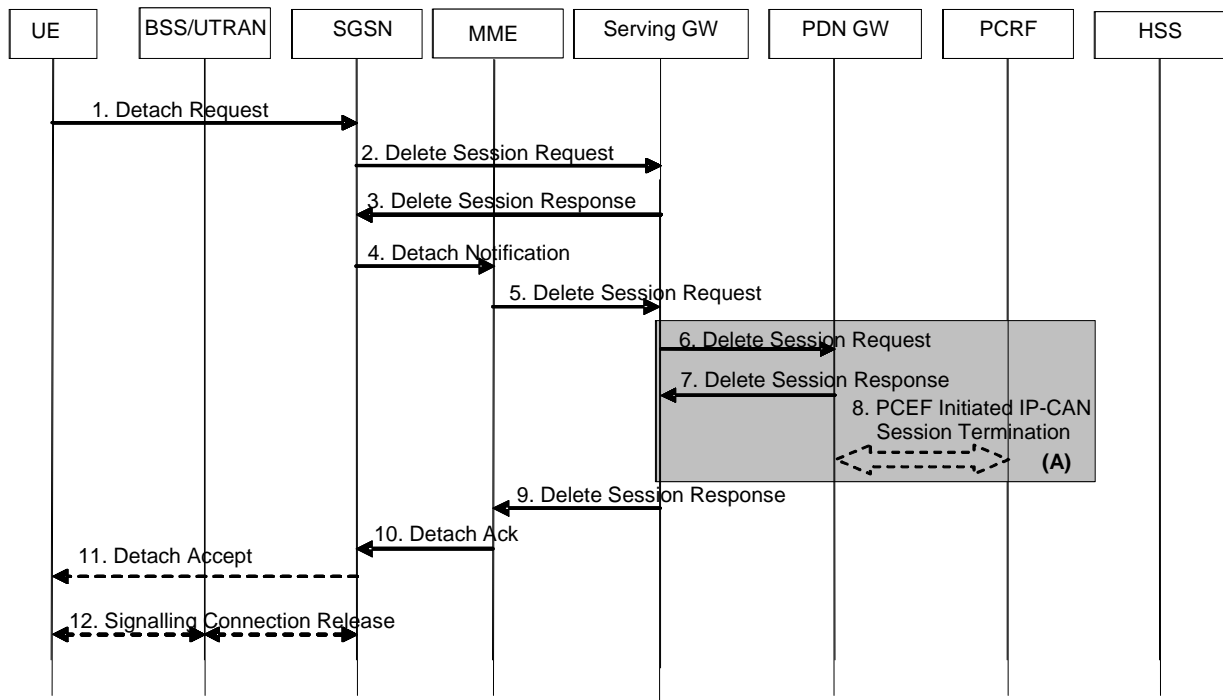 UE
BSS/UTRAN
SGSN
MME
Serving GW
PDN GW
PCRF
HSS
1. Detach Request
2. Delete Session Request
3. Delete Session Response
4. Detach Notification
5. Delete Session Request
6. Delete Session Request
7. Delete Session Response
8. PCEF Initiated IP-CAN
Session Termination
(A)
9. Delete Session Response
10. Detach Ack
11. Detach Accept
12. Signalling Connection Release